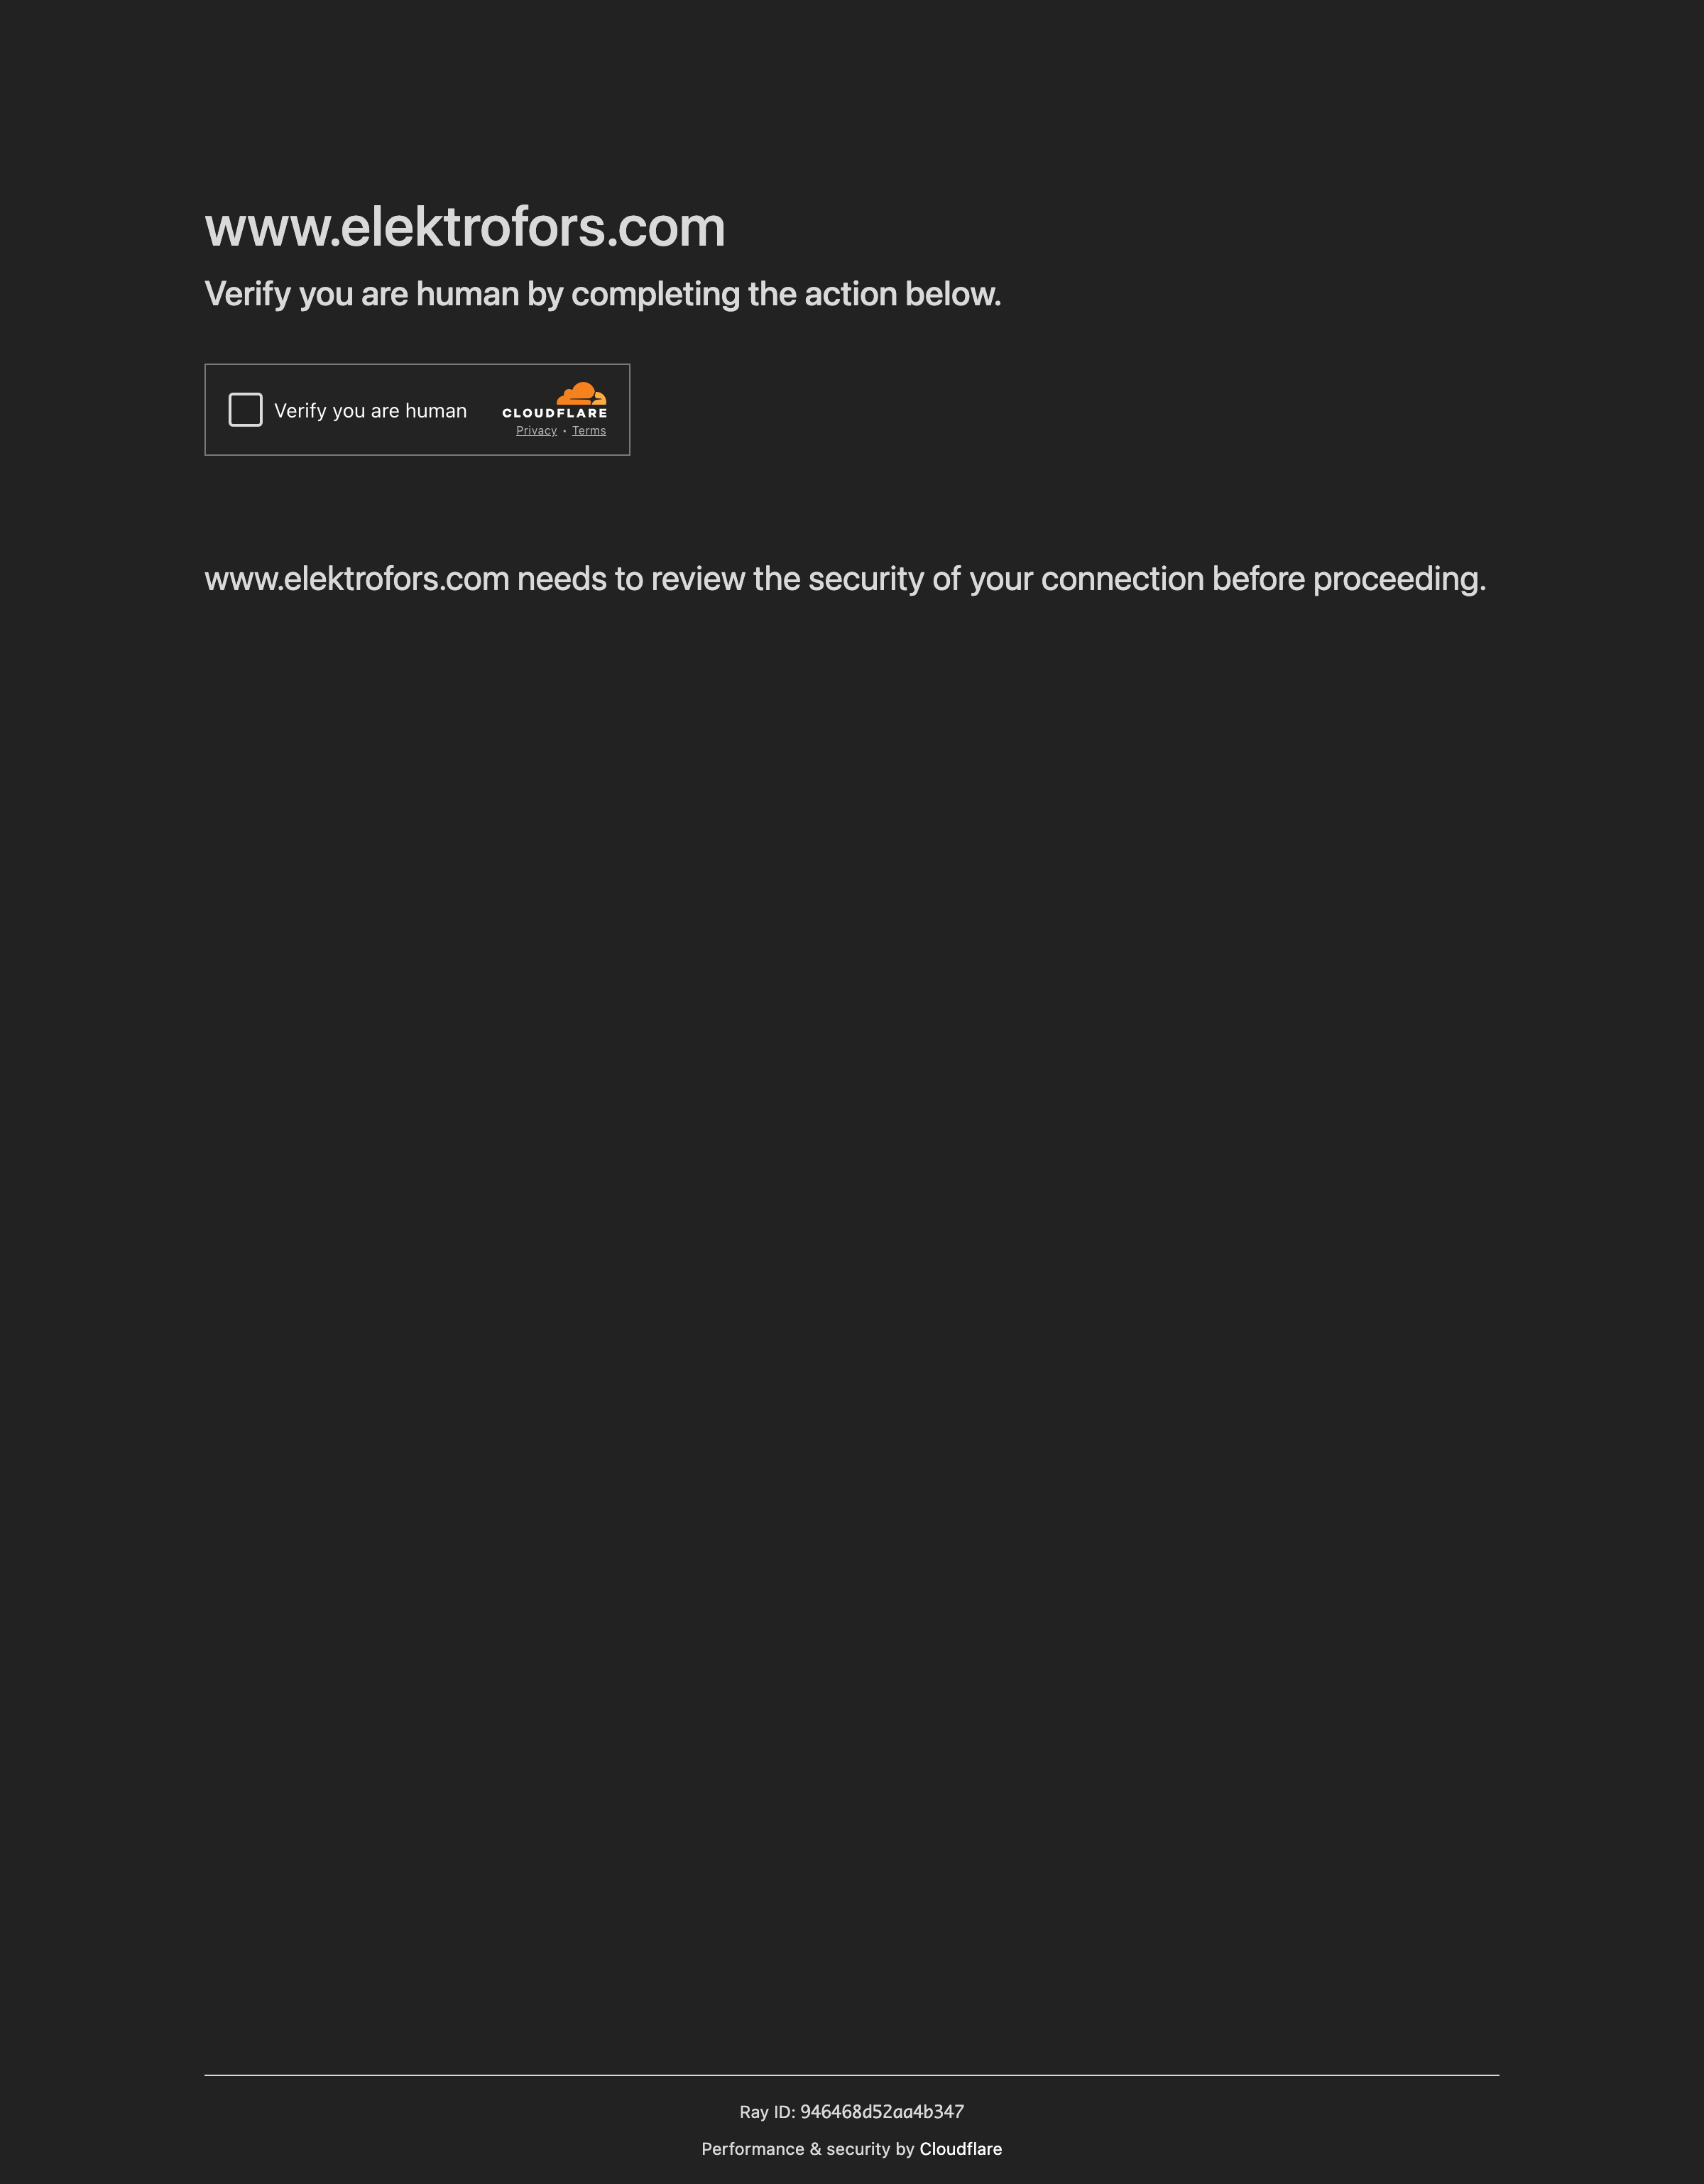 www.elektrofors.com
Verify you are human by completing the action below.
Verify you are human
CLOUDFLARE
Privacy • Terms
www.elektrofors.com needs to review the security of your connection before proceeding.
Ray ID: 946468d52aa4b347
Performance & security by Cloudflare